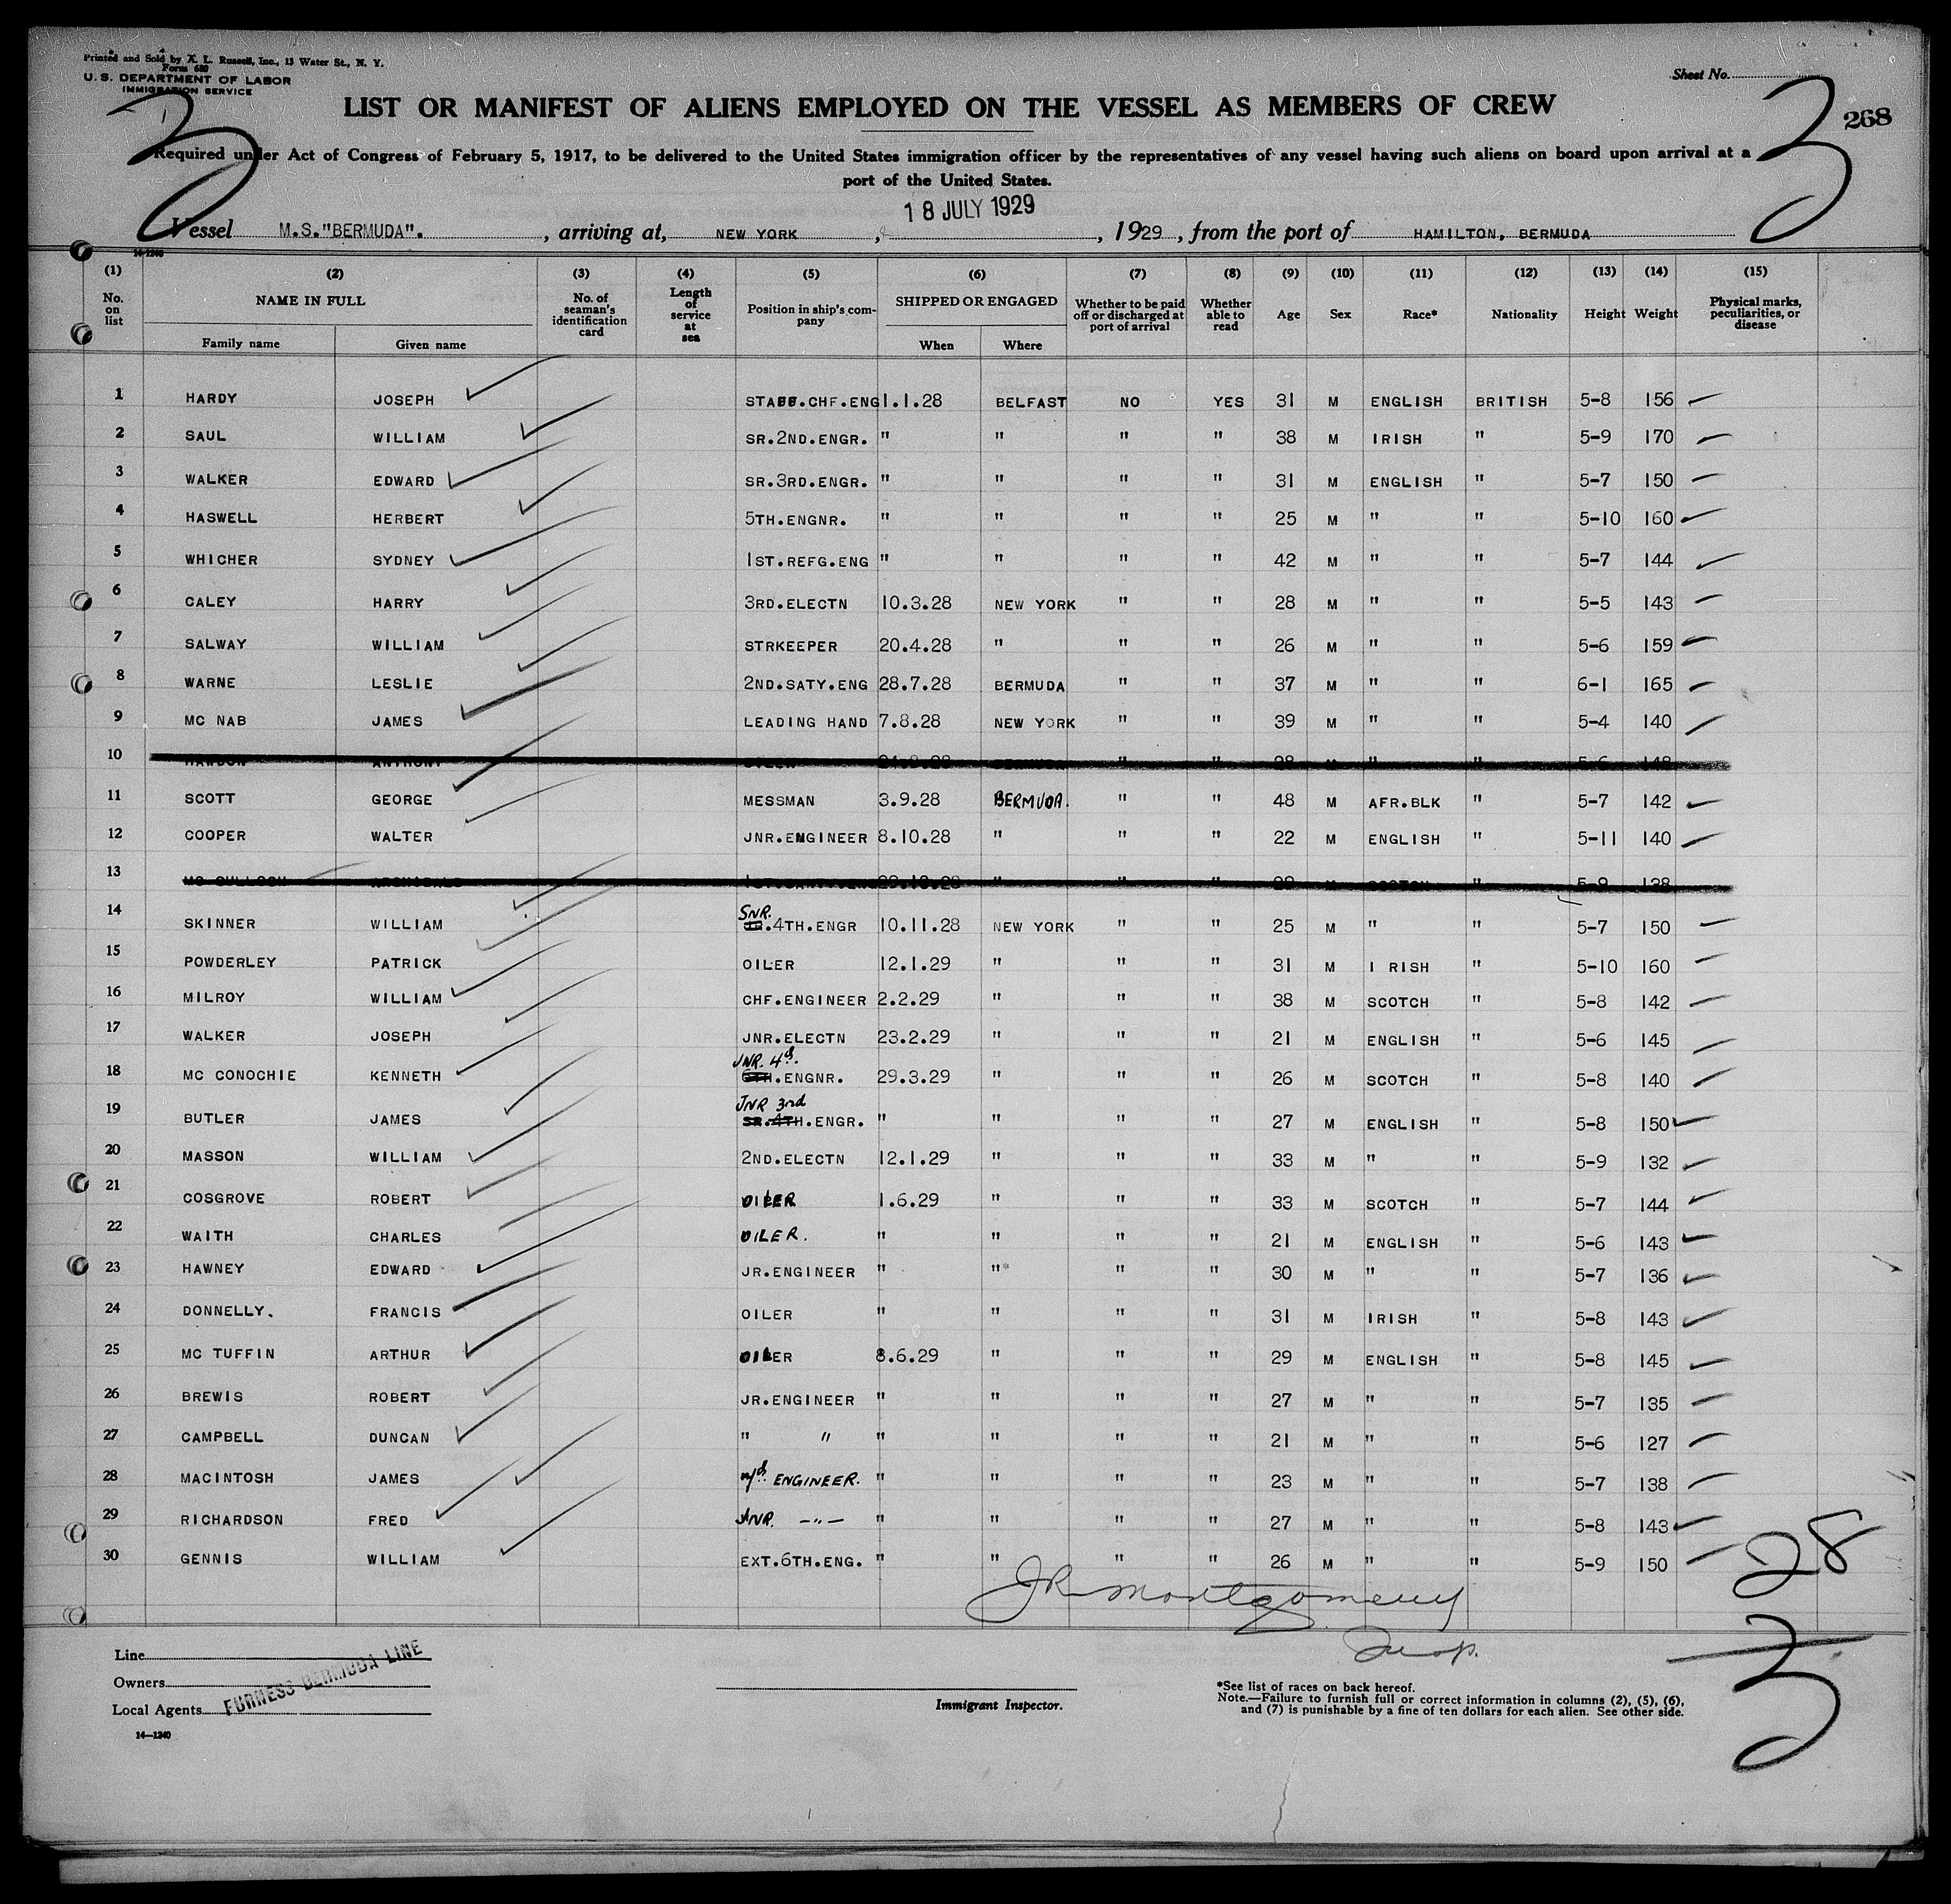 Printed and Sold by X. L. Russell, Inc., 13 Water St., N. Y.
Form 680
U. S. DEPARTMENT OF LABOR
IMMIGRATION SERVICE
Sheet No.
3 3
268
LIST OR MANIFEST OF ALIENS EMPLOYED ON THE VESSEL AS MEMBERS OF CREW
Required under Act of Congress of February 5, 1917, to be delivered to the United States immigration officer by the representatives of any vessel having such aliens on board upon arrival at a
port of the United States.
18 JULY 1929
Vessel M.S."BERMUDA". , arriving at, NEW YORK , , 1929 , from the port of HAMILTON, BERMUDA
14-1240
(1) (2) (3) (4) (5) (6) (7) (8) (9) (10) (11) (12) (13) (14) (15)
No. on list NAME IN FULL Family name Given name No. of seaman's identification card Length of service at sea Position in ship's company SHIPPED OR ENGAGED When Where Whether to be paid off or discharged at port of arrival Whether able to read Age Sex Race* Nationality Height Weight Physical marks, peculiarities, or disease
1 HARDY JOSEPH STAFF.CHF.ENG 1.1.28 BELFAST NO YES 31 M ENGLISH BRITISH 5-8 156
2 SAUL WILLIAM SR.2ND.ENGR. " " " " 38 M IRISH " 5-9 170
3 WALKER EDWARD SR.3RD.ENGR. " " " " 31 M ENGLISH " 5-7 150
4 HASWELL HERBERT 5TH.ENGNR. " " " " 25 M " " 5-10 160
5 WHICHER SYDNEY 1ST.REFG.ENG " " " " 42 M " " 5-7 144
6 CALEY HARRY 3RD.ELECTN 10.3.28 NEW YORK " " 28 M " " 5-5 143
7 SALWAY WILLIAM STRKEEPER 20.4.28 " " " 26 M " " 5-6 159
8 WARNE LESLIE 2ND.SATY.ENG 28.7.28 BERMUDA " " 37 M " " 6-1 165
9 MC NAB JAMES LEADING HAND 7.8.28 NEW YORK " " 39 M " " 5-4 140
10 ANTHONY " " 28 M " "
11 SCOTT GEORGE MESSMAN 3.9.28 BERMUDA. " " 48 M AFR.BLK " 5-7 142
12 COOPER WALTER JNR.ENGINEER 8.10.28 " " " 22 M ENGLISH " 5-11 140
13 MC CULLOCH ARCHIBALD " " " M SCOTCH " 5-9 138
14 SKINNER WILLIAM SNR. JR.4TH.ENGR 10.11.28 NEW YORK " " 25 M " " 5-7 150
15 POWDERLEY PATRICK OILER 12.1.29 " " " 31 M I RISH " 5-10 160
16 MILROY WILLIAM CHF.ENGINEER 2.2.29 " " " 38 M SCOTCH " 5-8 142
17 WALKER JOSEPH JNR.ELECTN 23.2.29 " " " 21 M ENGLISH " 5-6 145
18 MC CONOCHIE KENNETH JNR. 4th. 6TH.ENGNR. 29.3.29 " " " 26 M SCOTCH " 5-8 140
19 BUTLER JAMES JNR 3rd SR.4TH.ENGR. " " " " 27 M ENGLISH " 5-8 150
20 MASSON WILLIAM 2ND.ELECTN 12.1.29 " " " 33 M " " 5-9 132
21 COSGROVE ROBERT OILER 1.6.29 " " " 33 M SCOTCH " 5-7 144
22 WAITH CHARLES OILER. " " " " 21 M ENGLISH " 5-6 143
23 HAWNEY EDWARD JR.ENGINEER " " " " 30 M " " 5-7 136
24 DONNELLY. FRANCIS OILER " " " " 31 M IRISH " 5-8 143
25 MC TUFFIN ARTHUR OILER 8.6.29 " " " 29 M ENGLISH " 5-8 145
26 BREWIS ROBERT JR.ENGINEER " " " " 27 M " " 5-7 135
27 CAMPBELL DUNCAN " " " " " " 21 M " " 5-6 127
28 MACINTOSH JAMES ENGINEER. " " " " 23 M " " 5-7 138
29 RICHARDSON FRED JNR. -"- " " " " 27 M " " 5-8 143
30 GENNIS WILLIAM EXT.6TH.ENG. " " " " 26 M " " 5-9 150
28
JR Montgomery
Insp.
3
Line
Owners
Local Agents
FURNESS BERMUDA LINE
Immigrant Inspector.
*See list of races on back hereof.
Note.—Failure to furnish full or correct information in columns (2), (5), (6),
and (7) is punishable by a fine of ten dollars for each alien. See other side.
14—1240